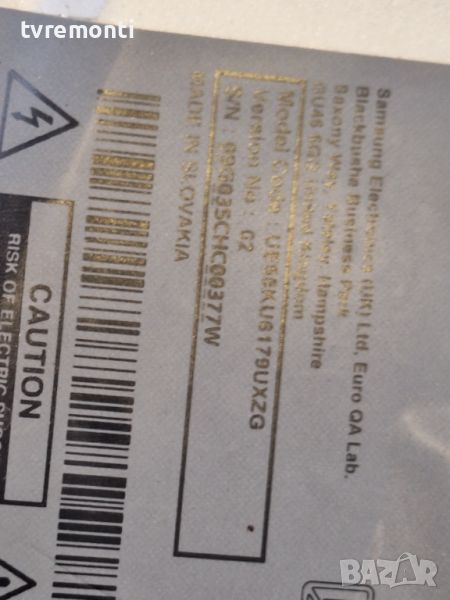 tvremonti
Samsung Electronics (UK) Ltd, Euro QA Lab.
Blackbushe Business Park
Saxony Way, Yateley, Hampshire
GU46 6GG United Kingdom
Model Code : UE55KU6179UXZG
Version No : 02
S/N :
MADE IN SLOVAKIA
CAUTION
RISK OF ELECTRIC
BAZAR